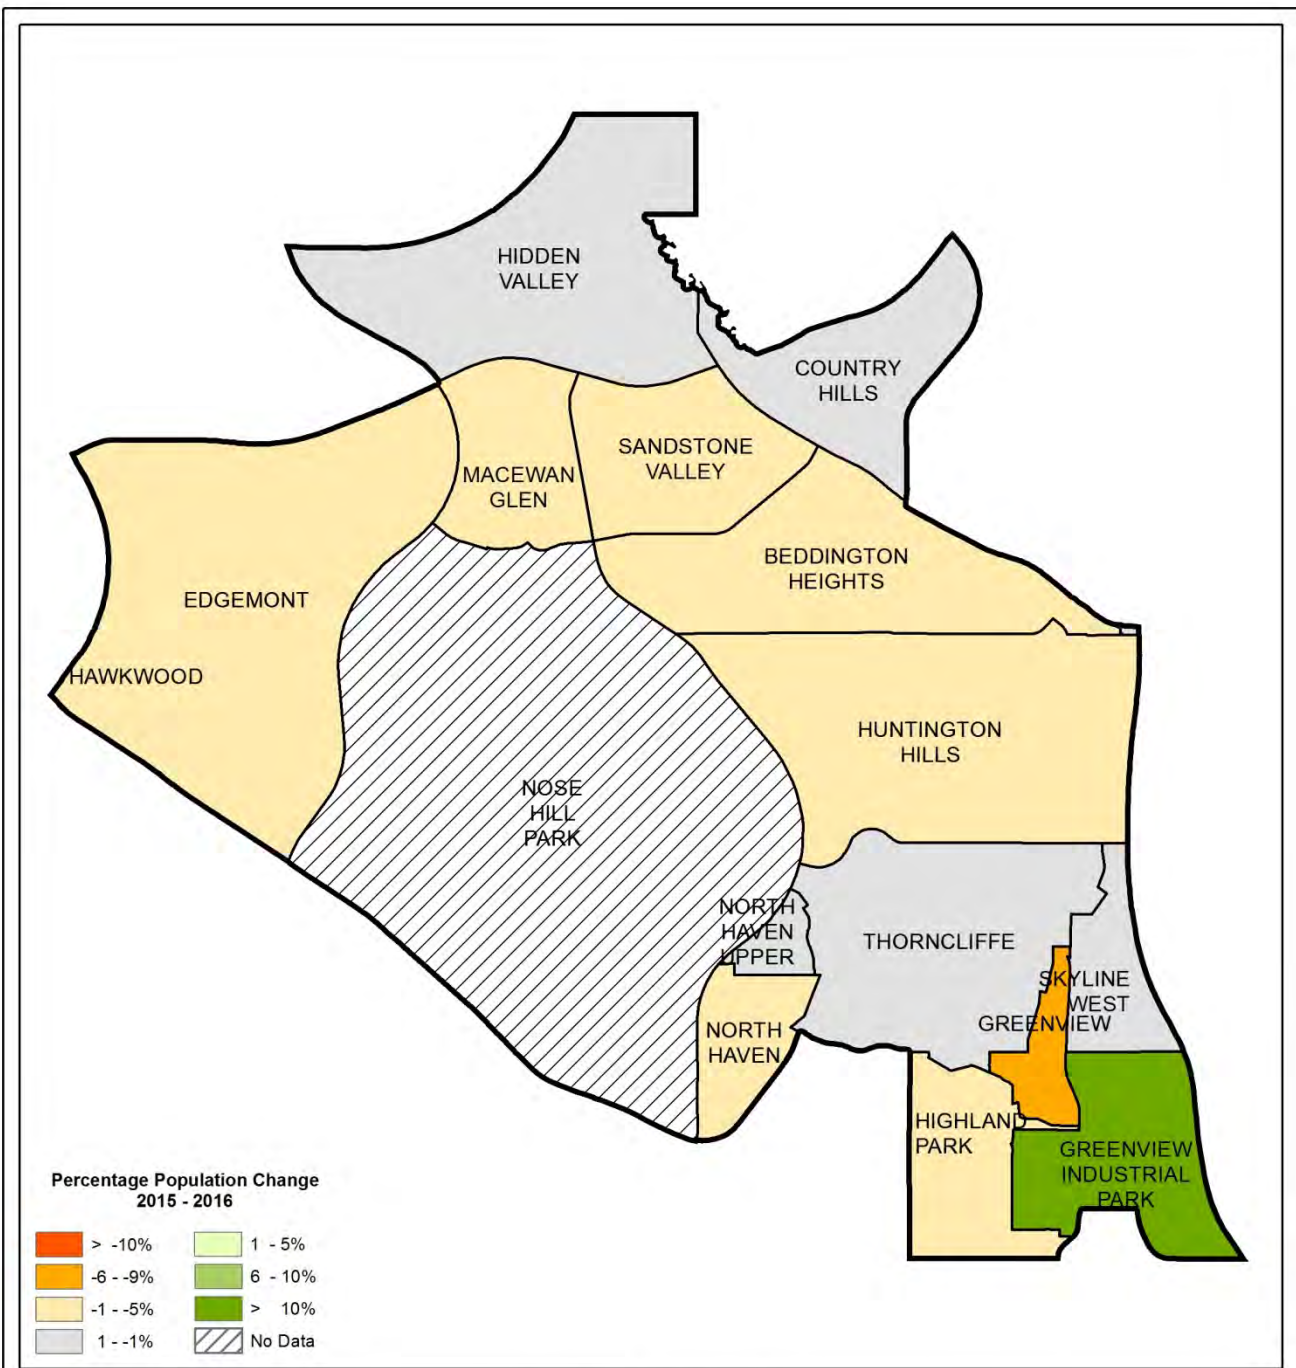 HIDDEN
VALLEY
COUNTRY
HILLS
SANDSTONE
VALLEY
MACEWAN
GLEN
BEDDINGTON
HEIGHTS
EDGEMONT
HAWKWOOD
HUNTINGTON
HILLS
NOSE
HILL
PARK
NORTH
HAVEN
UPPER
THORNCLIFFE
SKYLINE
WEST
GREENVIEW
NORTH
HAVEN
HIGHLAND
PARK
GREENVIEW
INDUSTRIAL
PARK
Percentage Population Change
2015 - 2016
> -10%
-6 - -9%
-1 - -5%
1 - -1%
1 - 5%
6 - 10%
> 10%
No Data